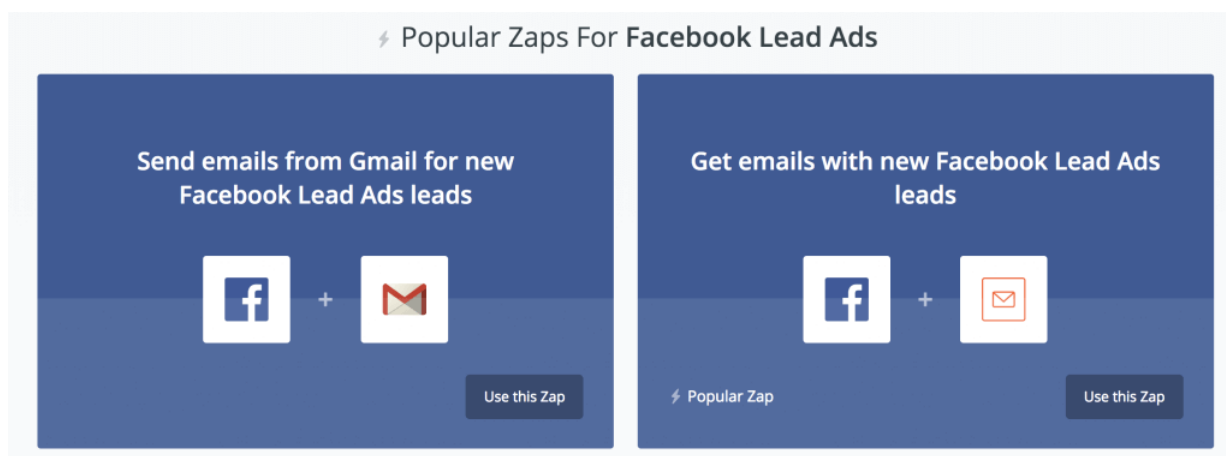 Popular Zaps For Facebook Lead Ads
Send emails from Gmail for new
Facebook Lead Ads leads
+
Use this Zap
Get emails with new Facebook Lead Ads
leads
+
Popular Zap
Use this Zap